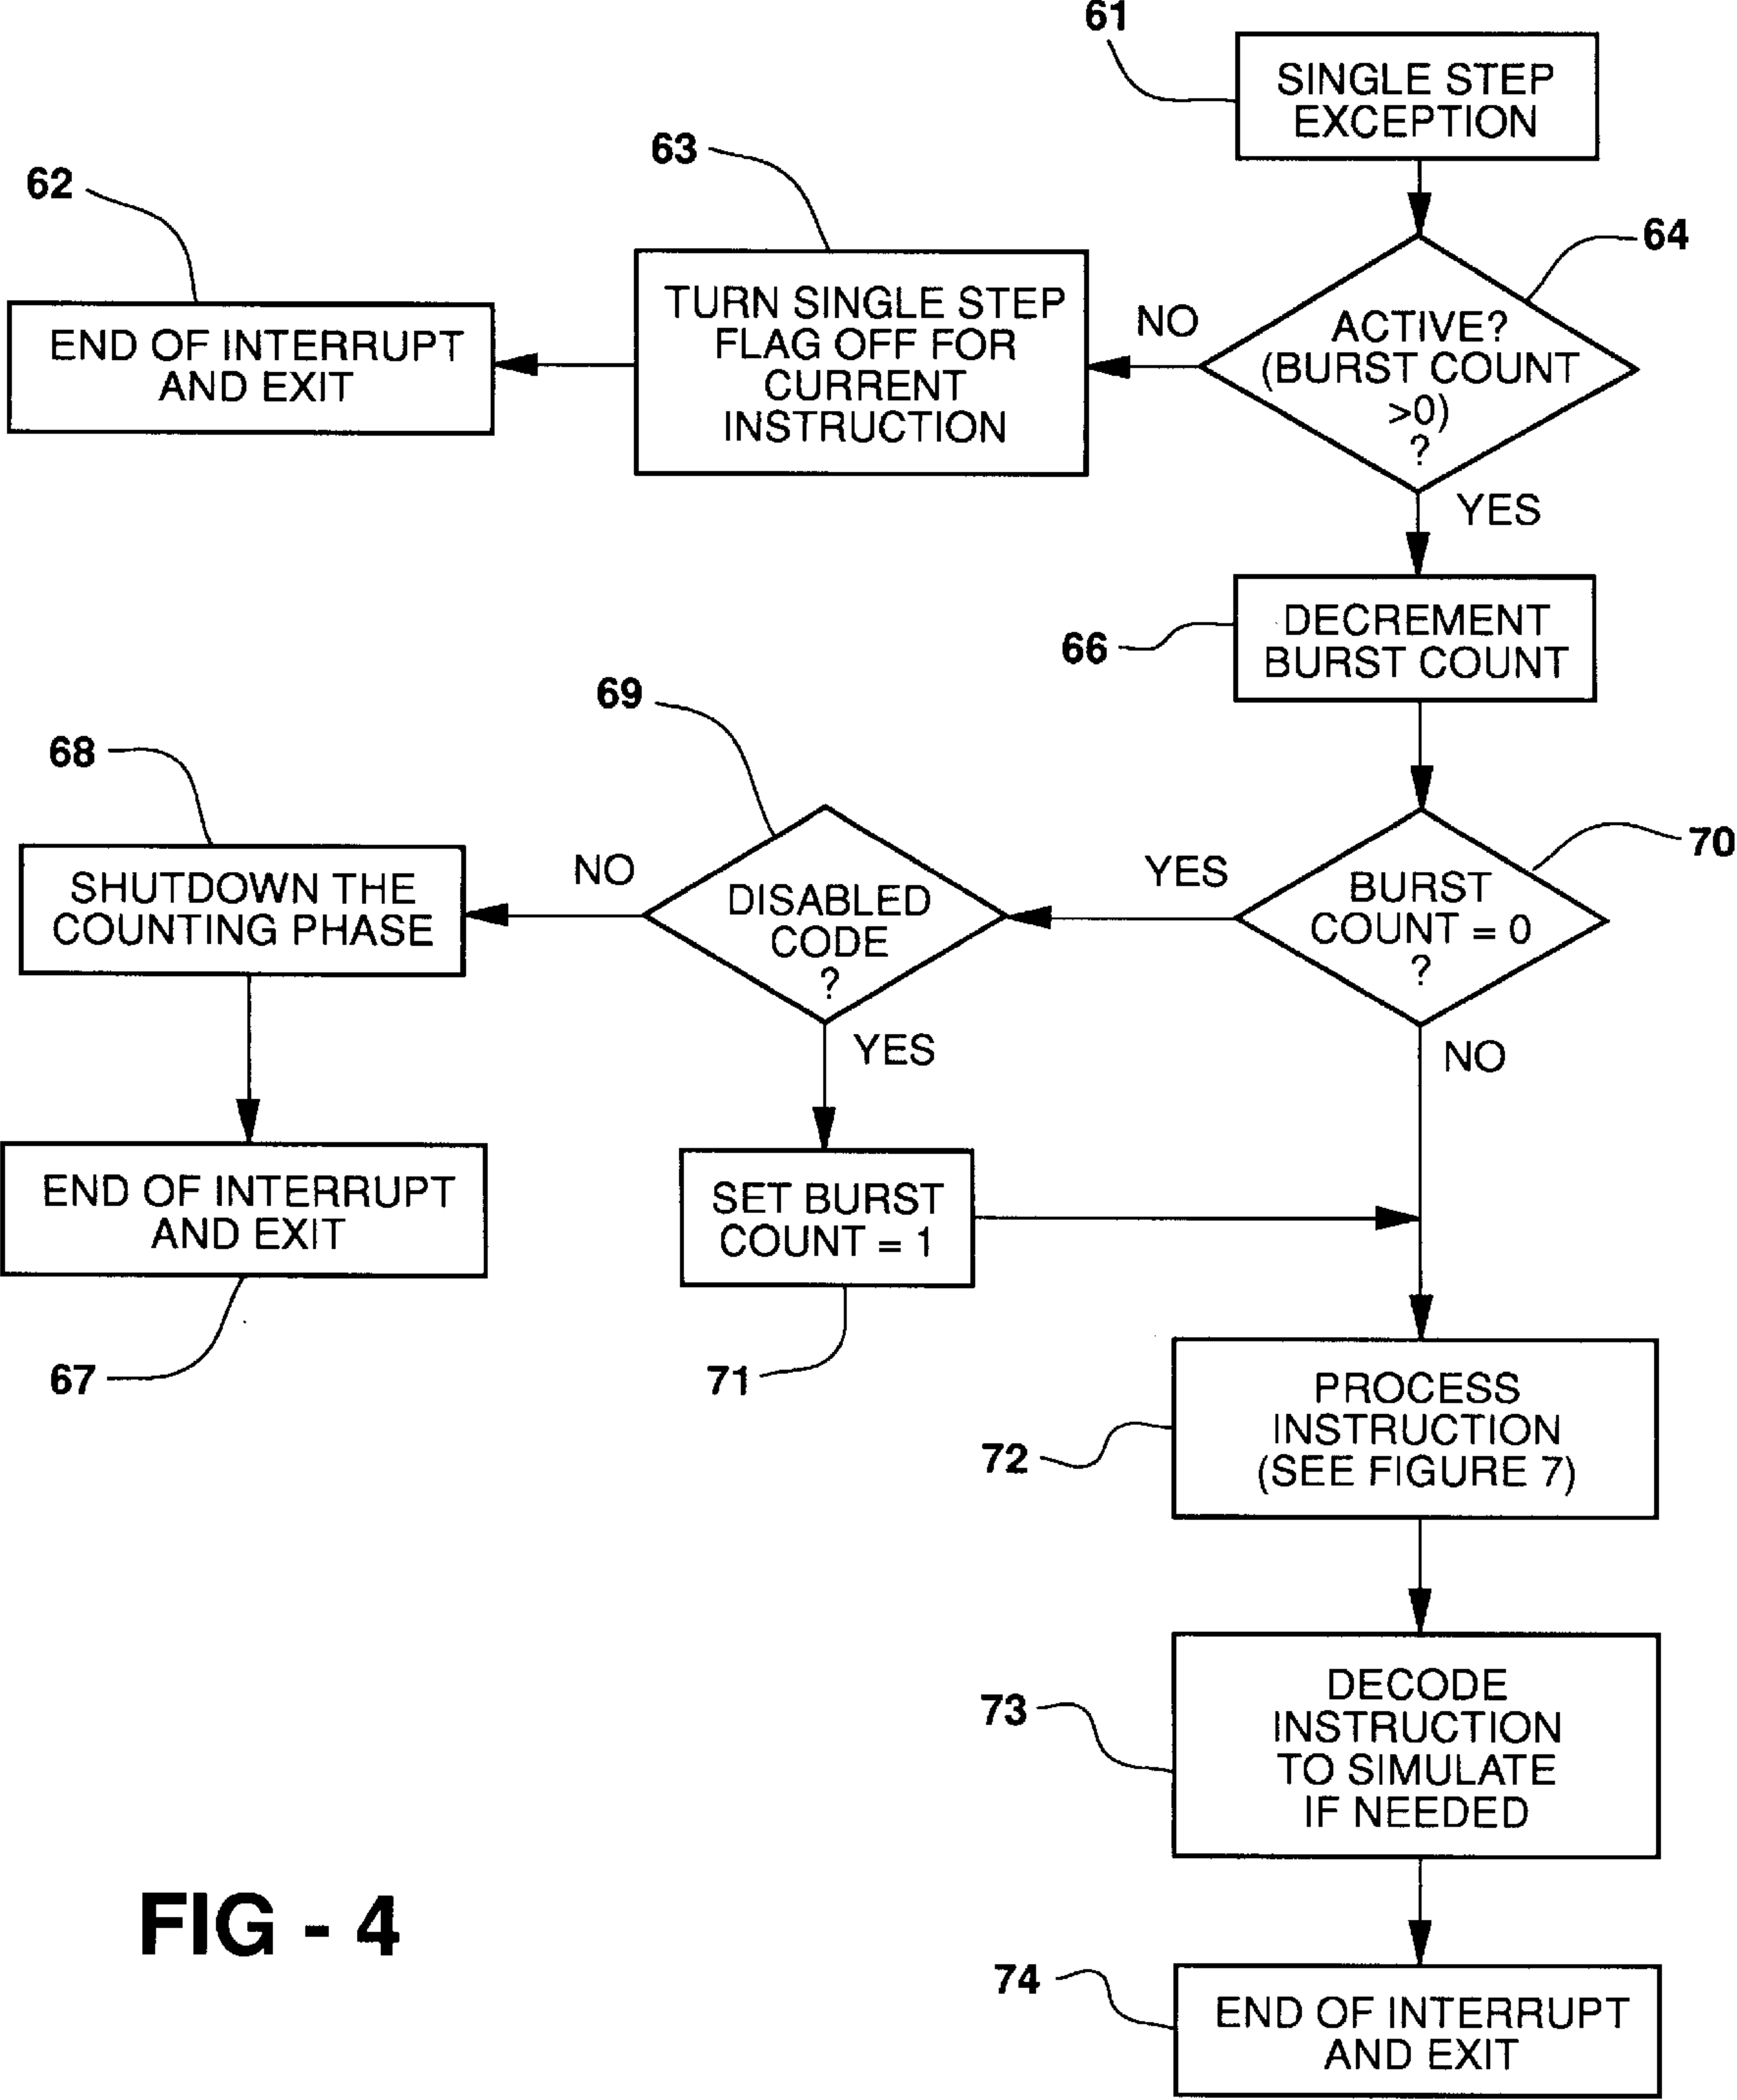 61
SINGLE STEP
EXCEPTION
63
62
64
TURN SINGLE STEP
FLAG OFF FOR
CURRENT
INSTRUCTION
END OF INTERRUPT
AND EXIT
NO
ACTIVE?
(BURST COUNT
>0)
?
YES
66
DECREMENT
BURST COUNT
69
68
70
SHUTDOWN THE
COUNTING PHASE
NO
DISABLED
CODE
?
YES
BURST
COUNT = 0
?
YES
NO
END OF INTERRUPT
AND EXIT
67
SET BURST
COUNT = 1
71
72
PROCESS
INSTRUCTION
(SEE FIGURE 7)
73
DECODE
INSTRUCTION
TO SIMULATE
IF NEEDED
FIG - 4
74
END OF INTERRUPT
AND EXIT